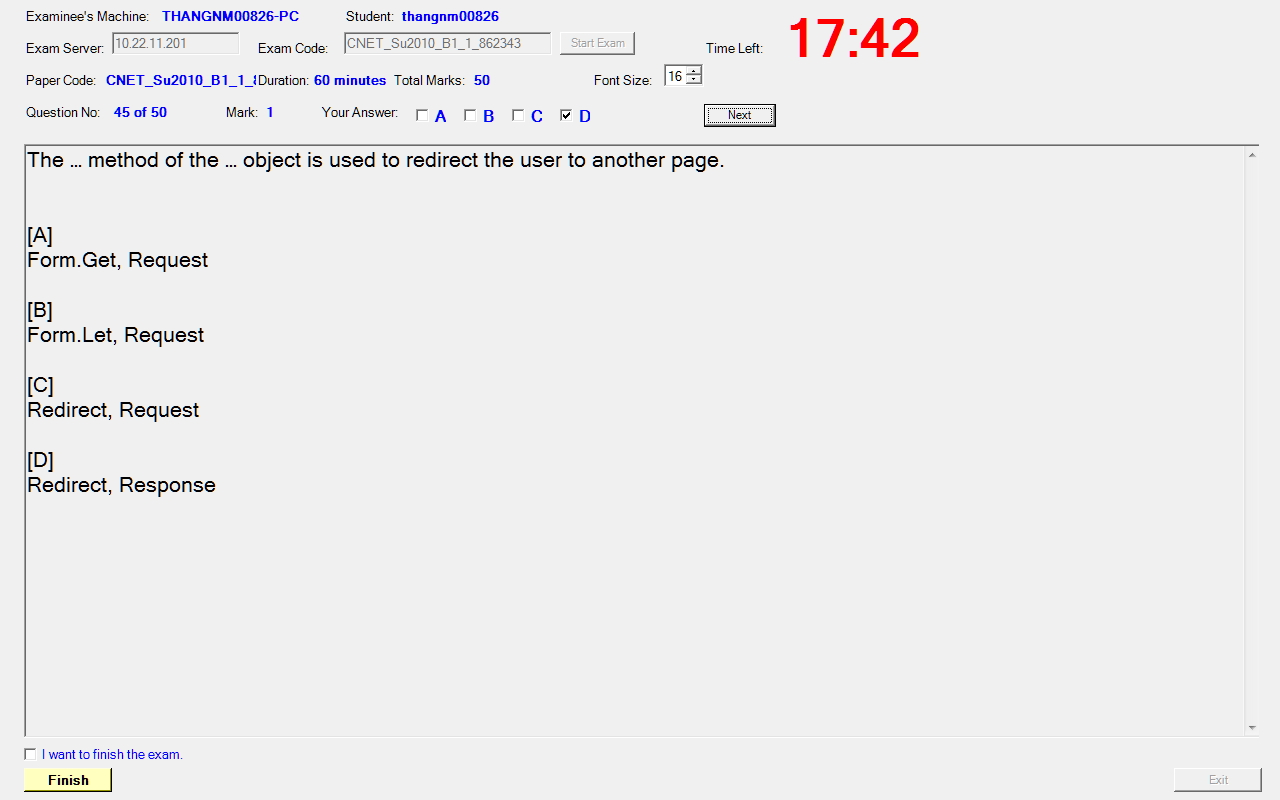 Examinee's Machine: THANGNM00826-PC Student: thangnm00826
Exam Server: 10.22.11.201 Exam Code: CNET_Su2010_B1_1_862343 Start Exam Time Left: 17:42
Paper Code: CNET_Su2010_B1_1_ Duration: 60 minutes Total Marks: 50 Font Size: 16
Question No: 45 of 50 Mark: 1 Your Answer: A B C D Next
The ... method of the ... object is used to redirect the user to another page.
[A]
Form.Get, Request
[B]
Form.Let, Request
[C]
Redirect, Request
[D]
Redirect, Response
I want to finish the exam.
Finish Exit